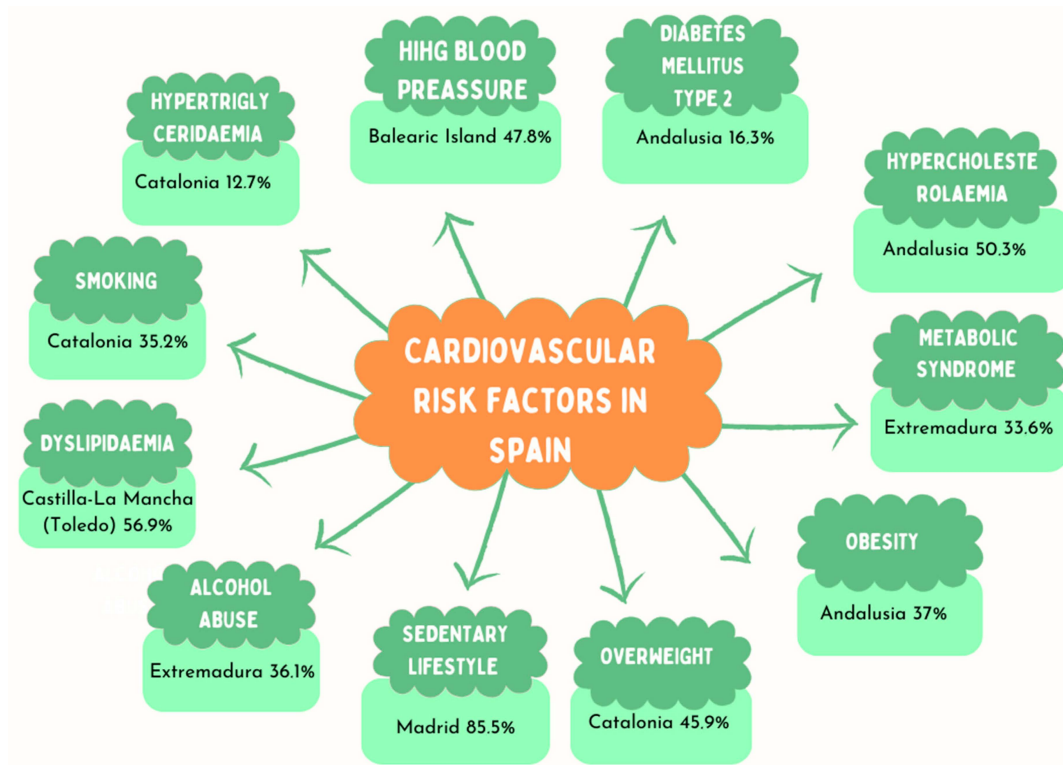 CARDIOVASCULAR
RISK FACTORS IN
SPAIN
HIHG BLOOD
PREASSURE
Balearic Island 47.8%
DIABETES
MELLITUS
TYPE 2
Andalusia 16.3%
HYPERCHOLESTE
ROLAEMIA
Andalusia 50.3%
METABOLIC
SYNDROME
Extremadura 33.6%
OBESITY
Andalusia 37%
OVERWEIGHT
Catalonia 45.9%
SEDENTARY
LIFESTYLE
Madrid 85.5%
ALCOHOL
ABUSE
Extremadura 36.1%
DYSLIPIDAEMIA
Castilla-La Mancha
(Toledo) 56.9%
SMOKING
Catalonia 35.2%
HYPERTRIGLY
CERIDAEMIA
Catalonia 12.7%